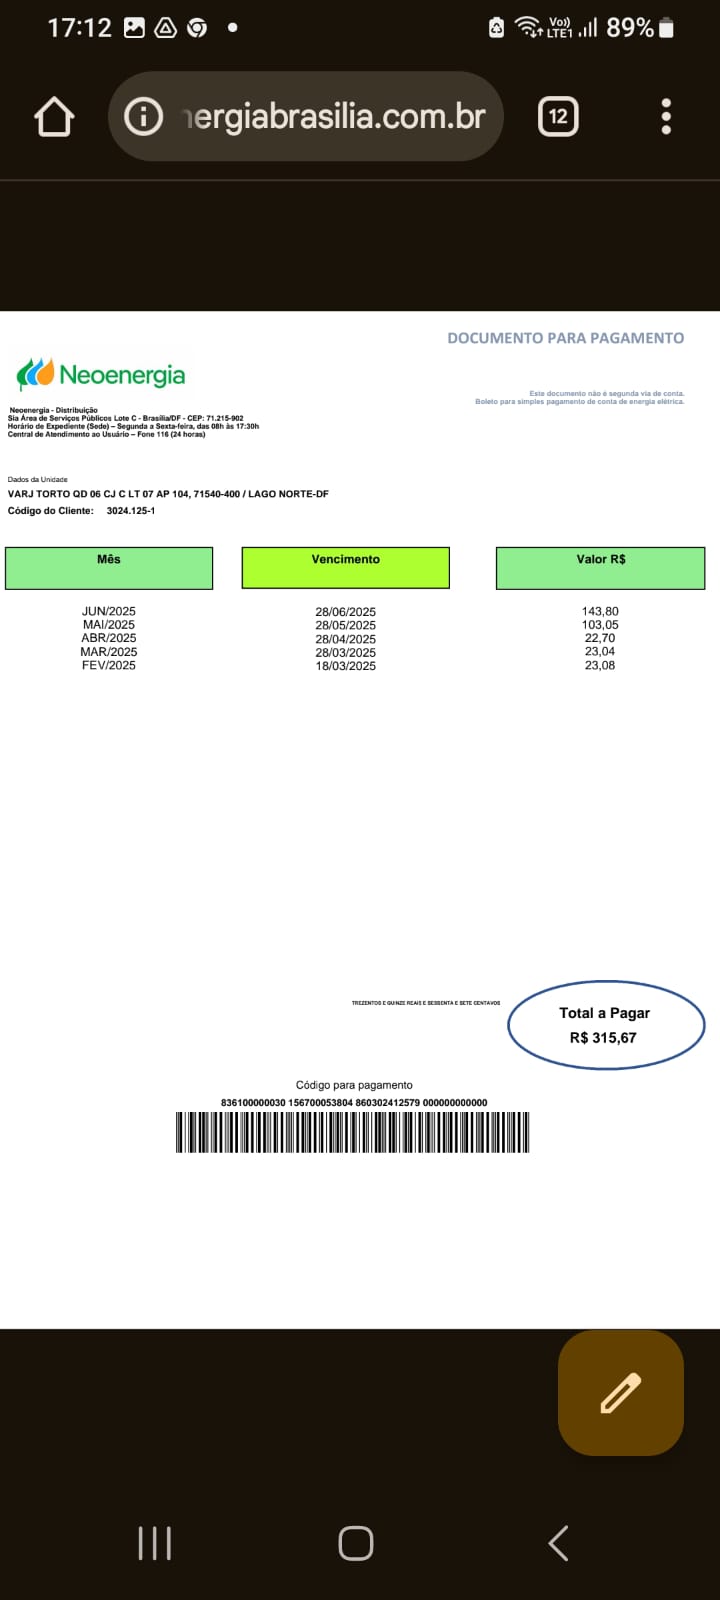 17:12
Vo))
LTE1
89%
nergiabrasilia.com.br
12
DOCUMENTO PARA PAGAMENTO
Neoenergia
Este documento não é segunda via de conta.
Boleto para simples pagamento de conta de energia elétrica.
Neoenergia - Distribuição
Sia Área de Serviços Públicos Lote C - Brasília/DF - CEP: 71.215-902
Horário de Expediente (Sede) – Segunda a Sexta-feira, das 08h às 17:30h
Central de Atendimento ao Usuário – Fone 116 (24 horas)
Dados da Unidade
VARJ TORTO QD 06 CJ C LT 07 AP 104, 71540-400 / LAGO NORTE-DF
Código do Cliente: 3024.125-1
Mês Vencimento Valor R$
JUN/2025 28/06/2025 143,80
MAI/2025 28/05/2025 103,05
ABR/2025 28/04/2025 22,70
MAR/2025 28/03/2025 23,04
FEV/2025 18/03/2025 23,08
TREZENTOS E QUINZE REAIS E SESSENTA E SETE CENTAVOS
Total a Pagar
R$ 315,67
Código para pagamento
836100000030 156700053804 860302412579 000000000000